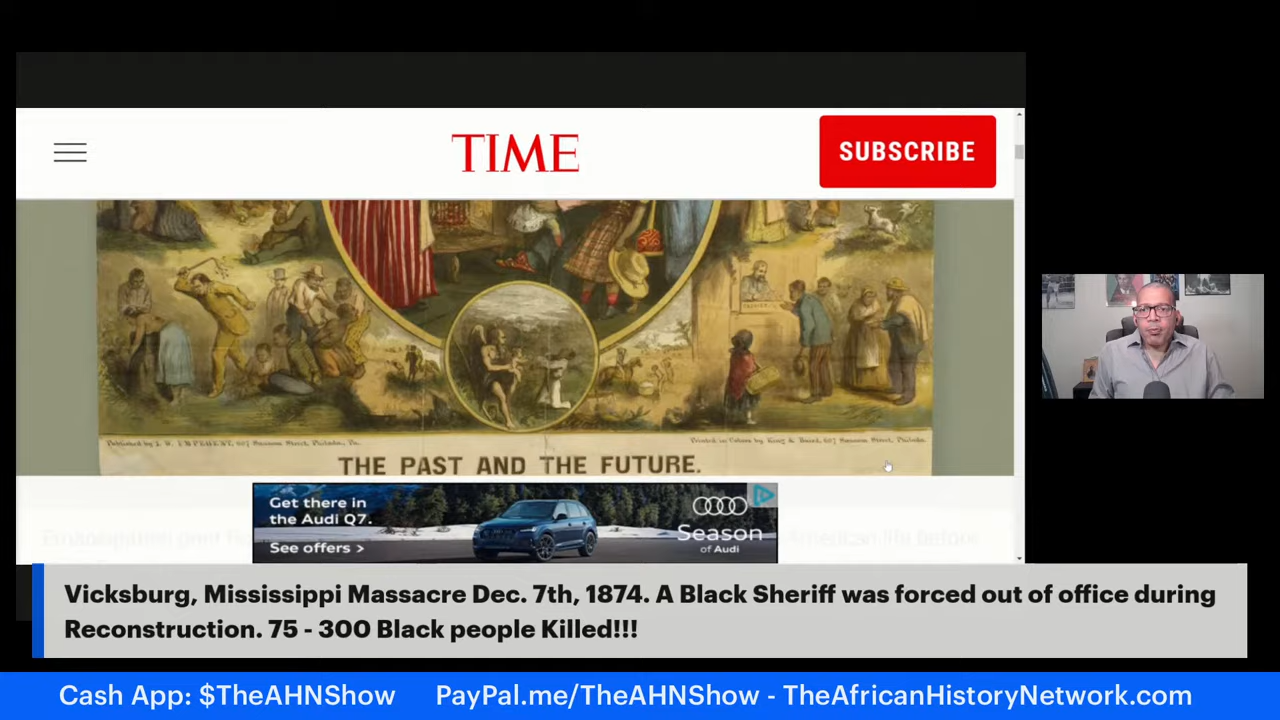 TIME
SUBSCRIBE
THE PAST AND THE FUTURE.
Get there in
the Audi Q7.
See offers >
Season
of Audi
Vicksburg, Mississippi Massacre Dec. 7th, 1874. A Black Sheriff was forced out of office during
Reconstruction. 75 - 300 Black people Killed!!!
Cash App: $TheAHNShow PayPal.me/TheAHNShow - TheAfricanHistoryNetwork.com